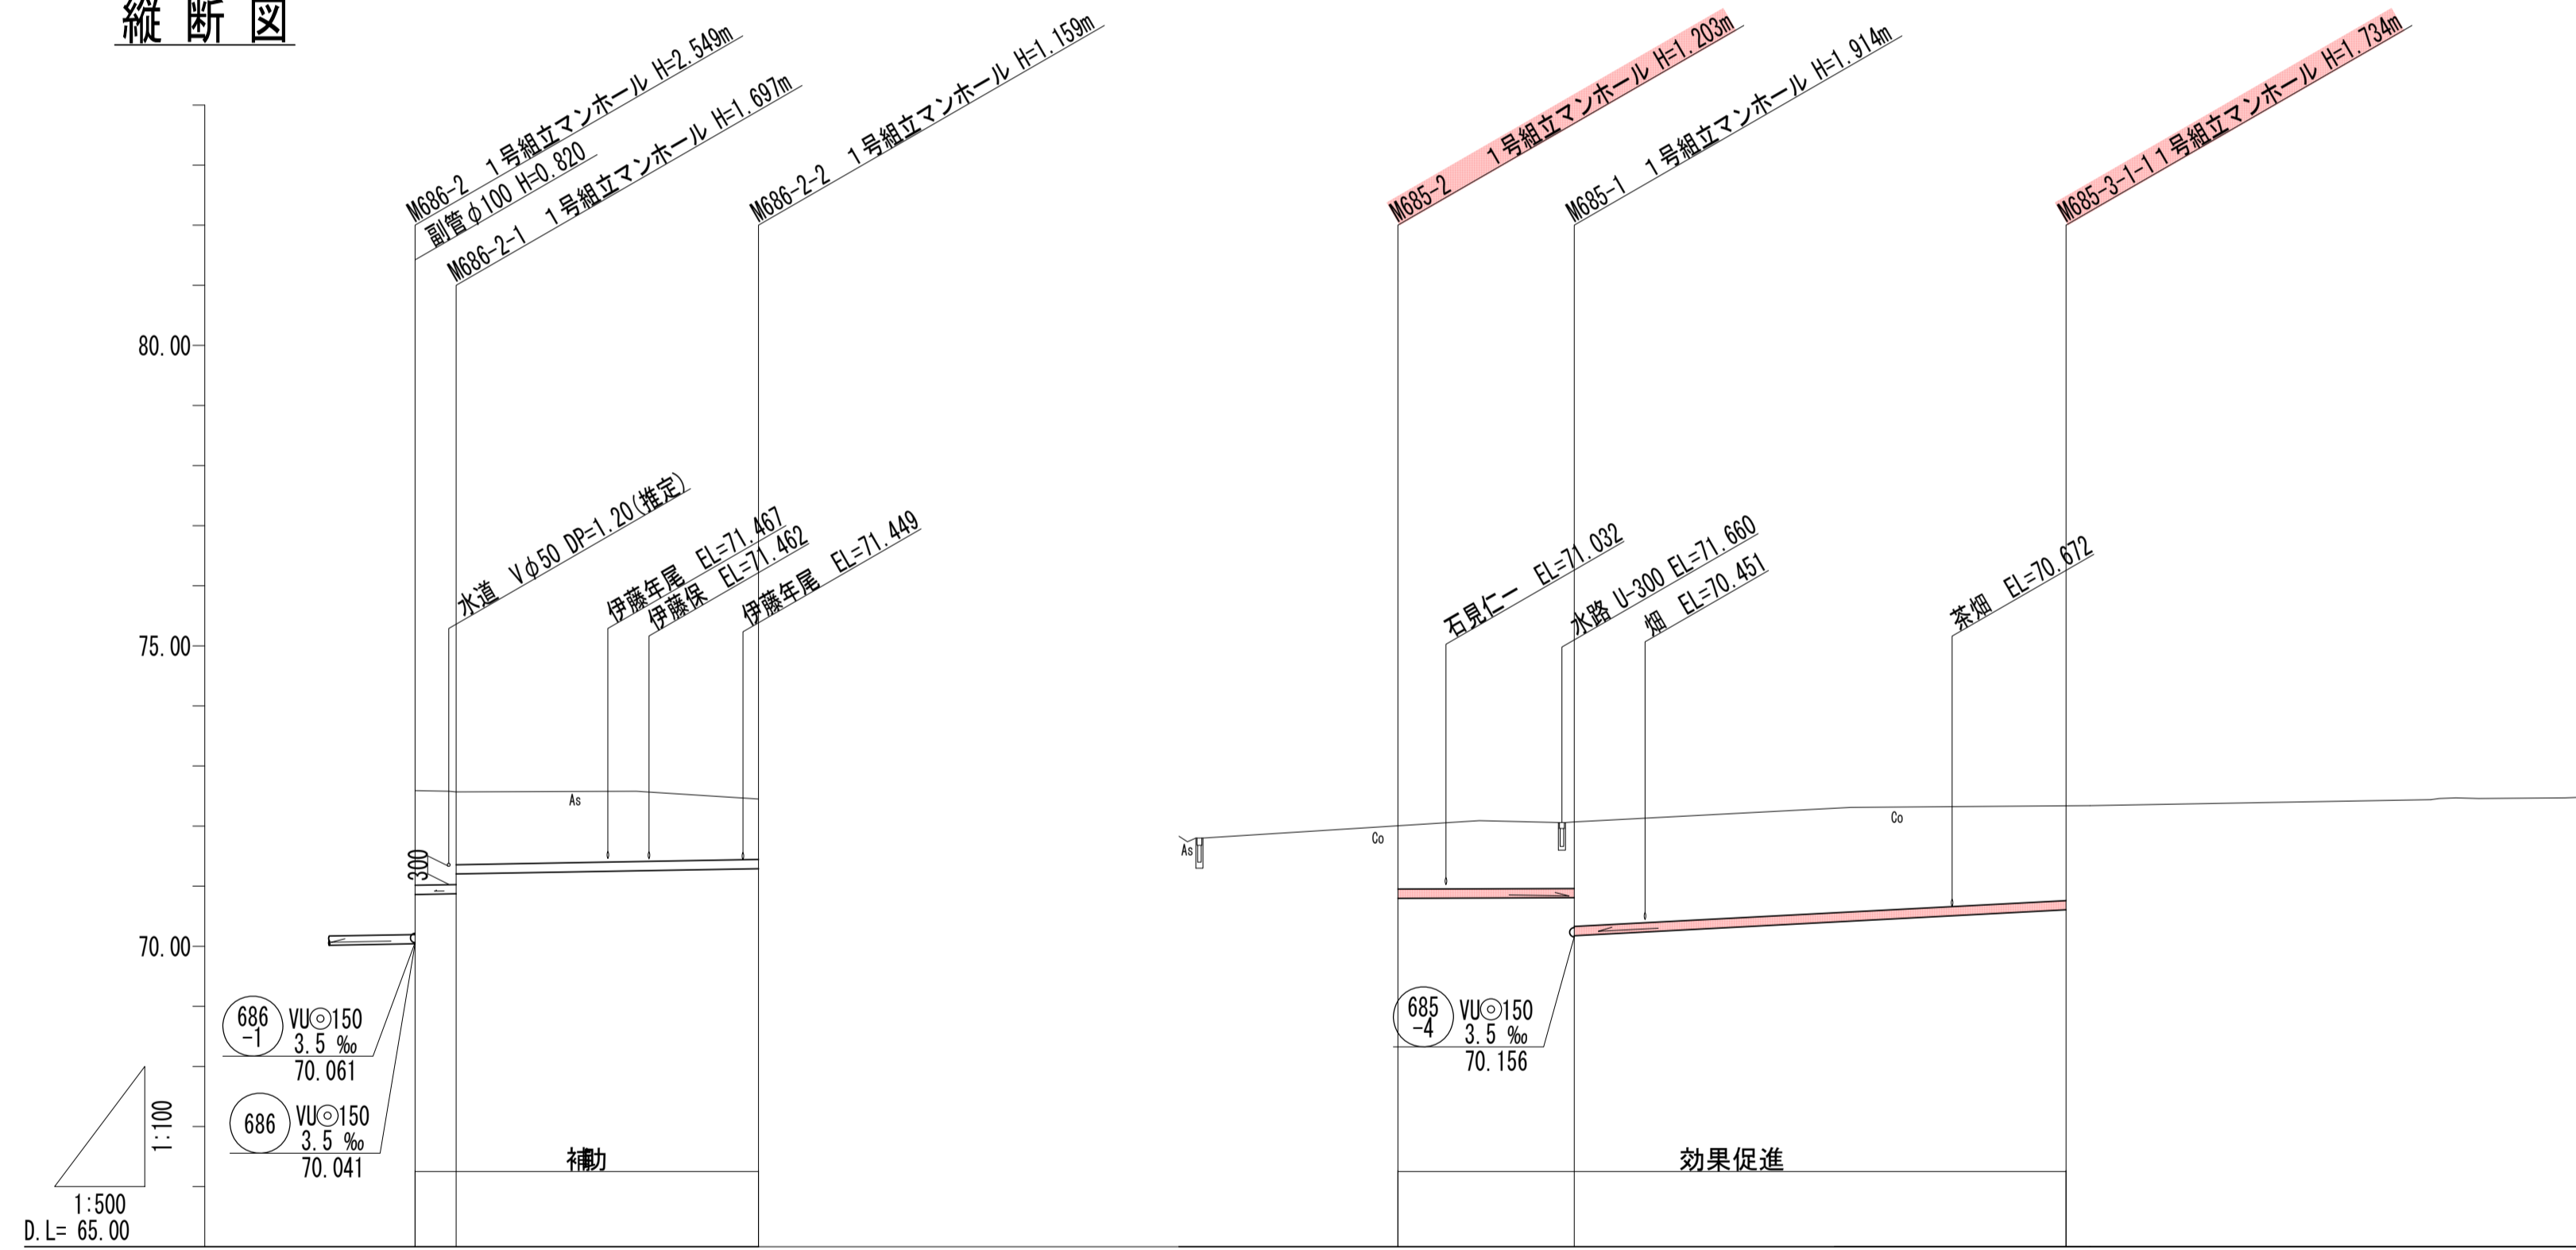 縦断図
M686-2　１号組立マンホール H=2.549m
副管φ100 H=0.820
M686-2-1　１号組立マンホール H=1.697m
M686-2-2　１号組立マンホール H=1.159m
M685-2　　１号組立マンホール H=1.203m
M685-1　１号組立マンホール H=1.914m
M685-3-1-1１号組立マンホール H=1.734m
80.00
75.00
70.00
水道　Vφ50 DP=1.20(推定)
伊藤年尾　EL=71.467
伊藤保　EL=71.462
伊藤年尾　EL=71.449
石見仁一　EL=71.032
水路 U-300 EL=71.660
畑　EL=70.451
茶畑　EL=70.672
As
As
Co
Co
300
686
-1
VU◎150
3.5 ‰
70.061
686
VU◎150
3.5 ‰
70.041
685
-4
VU◎150
3.5 ‰
70.156
補助
効果促進
1:100
1:500
D.L= 65.00